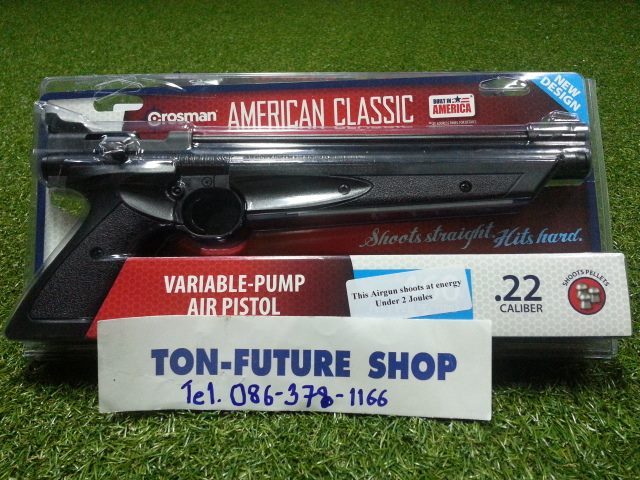 Crosman AMERICAN CLASSIC
BUILT IN
AMERICA
NEW
DESIGN
Shoots straight. Hits hard.
VARIABLE-PUMP
AIR PISTOL
This Airgun shoots at energy
Under 2 Joules
.22
CALIBER
SHOOTS PELLETS
TON-FUTURE SHOP
Tel. 086-378-1166